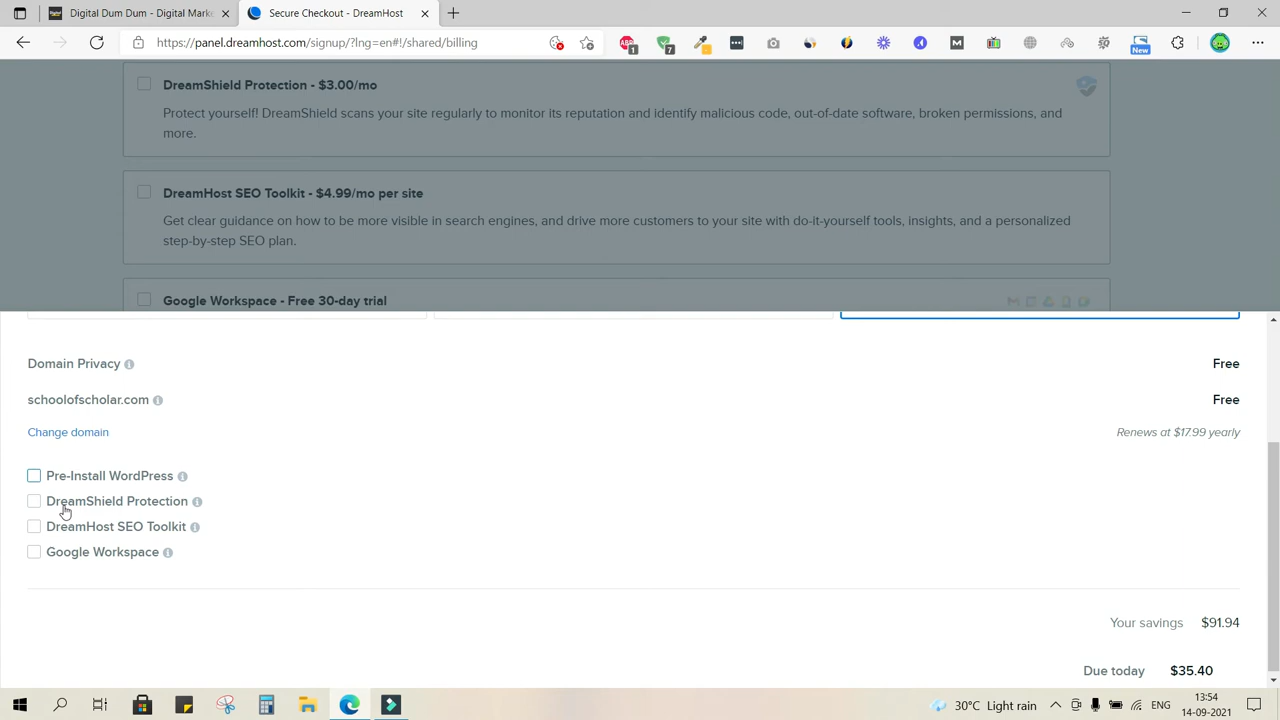 Digital Dum Dum - Digital Marke
Secure Checkout - DreamHost
https://panel.dreamhost.com/signup/?lng=en#!/shared/billing
1
7
New
DreamShield Protection - $3.00/mo
Protect yourself! DreamShield scans your site regularly to monitor its reputation and identify malicious code, out-of-date software, broken permissions, and
more.
DreamHost SEO Toolkit - $4.99/mo per site
Get clear guidance on how to be more visible in search engines, and drive more customers to your site with do-it-yourself tools, insights, and a personalized
step-by-step SEO plan.
Google Workspace - Free 30-day trial
Domain Privacy Free
schoolofscholar.com Free
Change domain Renews at $17.99 yearly
Pre-Install WordPress
DreamShield Protection
DreamHost SEO Toolkit
Google Workspace
Your savings $91.94
Due today $35.40
30°C Light rain
ENG
13:54
14-09-2021